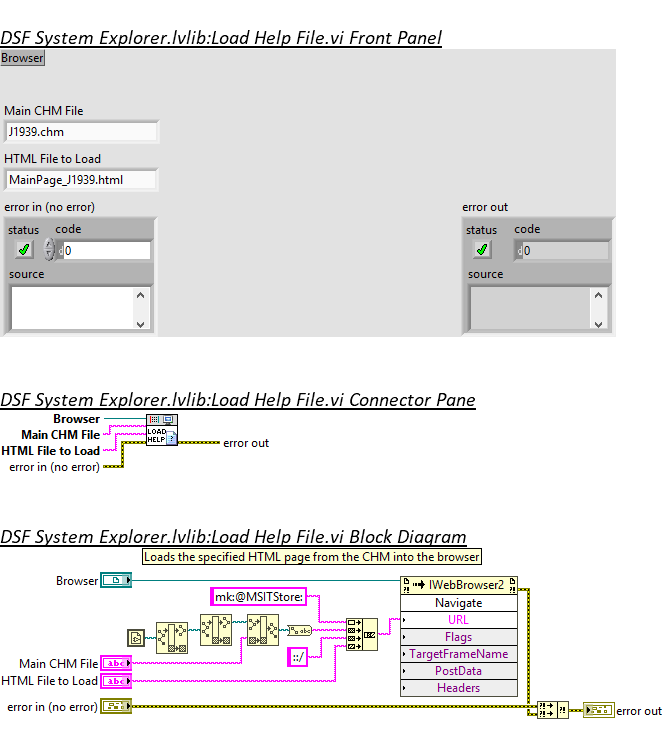 DSF System Explorer.lvlib:Load Help File.vi Front Panel
Browser
Main CHM File
J1939.chm
HTML File to Load
MainPage_J1939.html
error in (no error)
error out
status code
0
status code
0
source
source
DSF System Explorer.lvlib:Load Help File.vi Connector Pane
Browser
Main CHM File
HTML File to Load
error in (no error)
LOAD
HELP ?
error out
DSF System Explorer.lvlib:Load Help File.vi Block Diagram
Loads the specified HTML page from the CHM into the browser
Browser
IWebBrowser2
Navigate
mk:@MSITStore:
URL
Flags
abc
::/
TargetFrameName
Main CHM File
abc
HTML File to Load
abc
PostData
Headers
error in (no error)
?!
?!
?!
error out